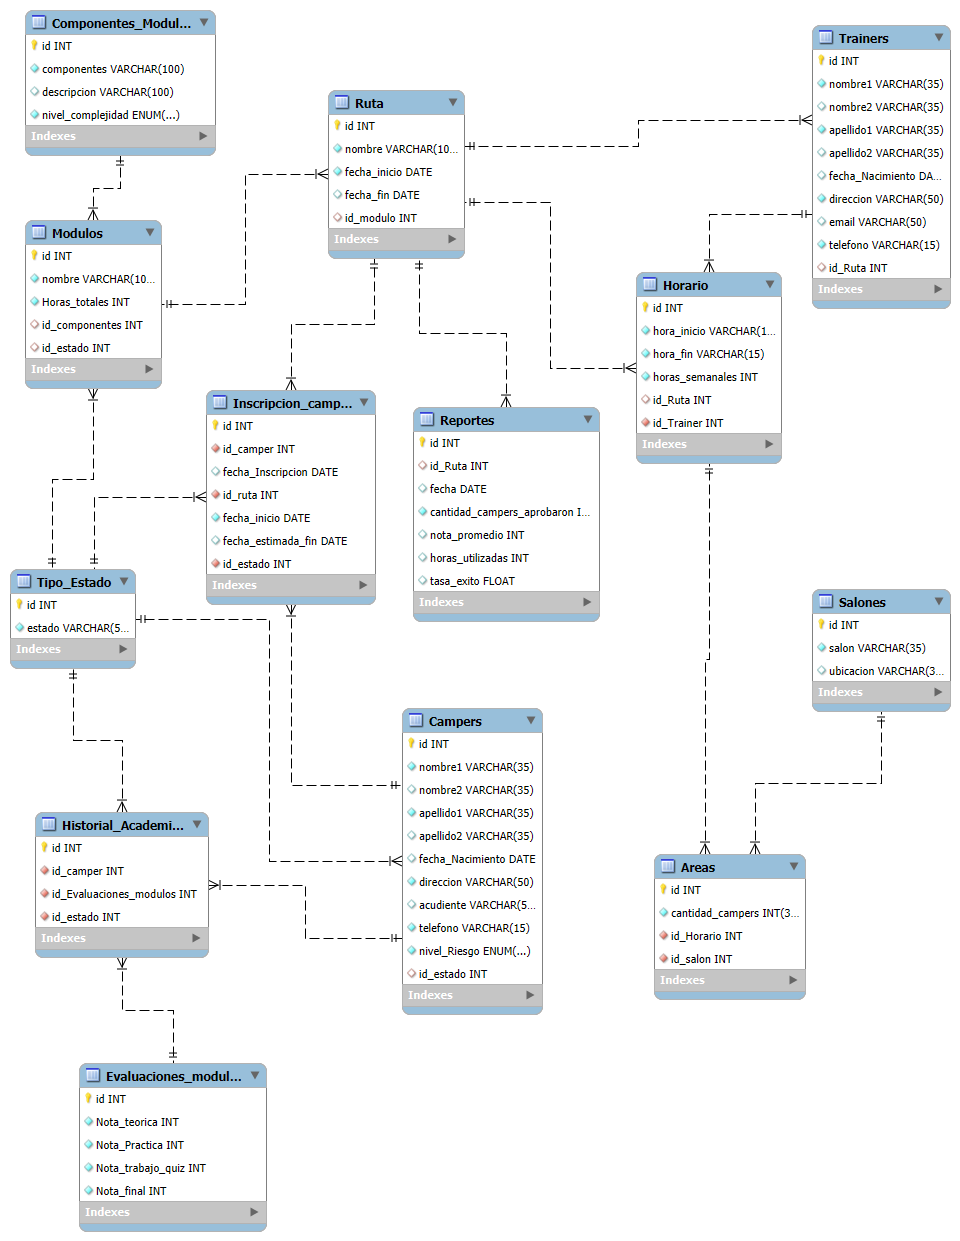 Componentes_Modul...
id INT
componentes VARCHAR(100)
descripcion VARCHAR(100)
nivel_complejidad ENUM(...)
Indexes
Modulos
id INT
nombre VARCHAR(10...
Horas_totales INT
id_componentes INT
id_estado INT
Indexes
Ruta
id INT
nombre VARCHAR(10...
fecha_inicio DATE
fecha_fin DATE
id_modulo INT
Indexes
Trainers
id INT
nombre1 VARCHAR(35)
nombre2 VARCHAR(35)
apellido1 VARCHAR(35)
apellido2 VARCHAR(35)
fecha_Nacimiento DA...
direccion VARCHAR(50)
email VARCHAR(50)
telefono VARCHAR(15)
id_Ruta INT
Indexes
Horario
id INT
hora_inicio VARCHAR(1...
hora_fin VARCHAR(15)
horas_semanales INT
id_Ruta INT
id_Trainer INT
Indexes
Inscripcion_camp...
id INT
id_camper INT
fecha_Inscripcion DATE
id_ruta INT
fecha_inicio DATE
fecha_estimada_fin DATE
id_estado INT
Indexes
Reportes
id INT
id_Ruta INT
fecha DATE
cantidad_campers_aprobaron I...
nota_promedio INT
horas_utilizadas INT
tasa_exito FLOAT
Indexes
Tipo_Estado
id INT
estado VARCHAR(5...
Indexes
Salones
id INT
salon VARCHAR(35)
ubicacion VARCHAR(3...
Indexes
Campers
id INT
nombre1 VARCHAR(35)
nombre2 VARCHAR(35)
apellido1 VARCHAR(35)
apellido2 VARCHAR(35)
fecha_Nacimiento DATE
direccion VARCHAR(50)
acudiente VARCHAR(5...
telefono VARCHAR(15)
nivel_Riesgo ENUM(...)
id_estado INT
Indexes
Historial_Academi...
id INT
id_camper INT
id_Evaluaciones_modulos INT
id_estado INT
Indexes
Areas
id INT
cantidad_campers INT(3...
id_Horario INT
id_salon INT
Indexes
Evaluaciones_modul...
id INT
Nota_teorica INT
Nota_Practica INT
Nota_trabajo_quiz INT
Nota_final INT
Indexes